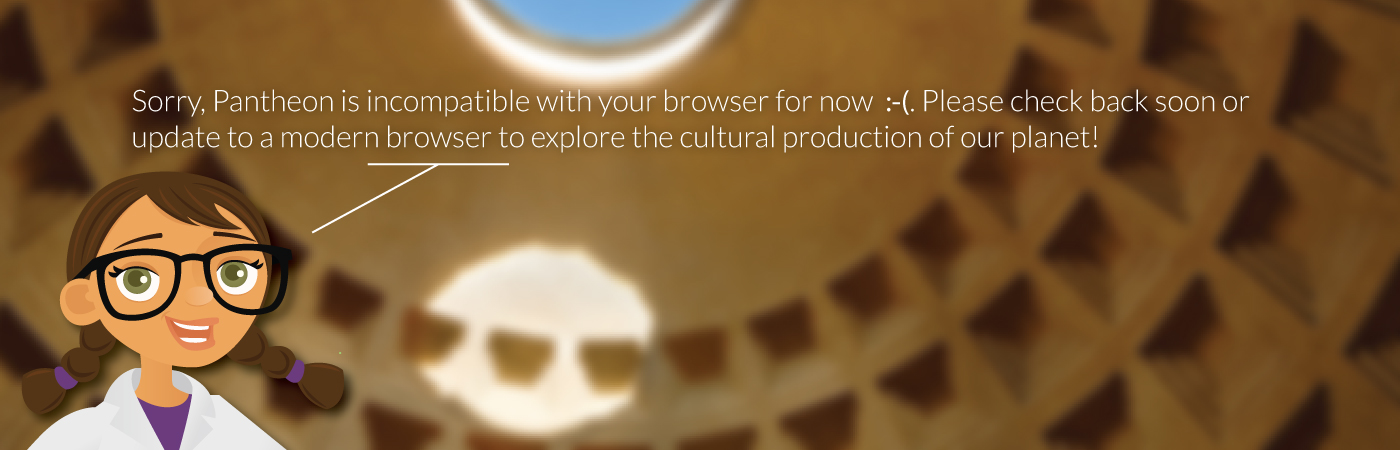 Sorry, Pantheon is incompatible with your browser for now :-(. Please check back soon or
update to a modern browser to explore the cultural production of our planet!